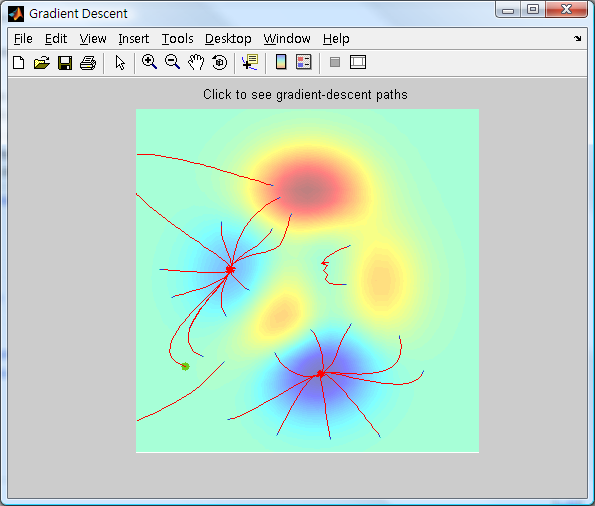 Gradient Descent
File Edit View Insert Tools Desktop Window Help
Click to see gradient-descent paths